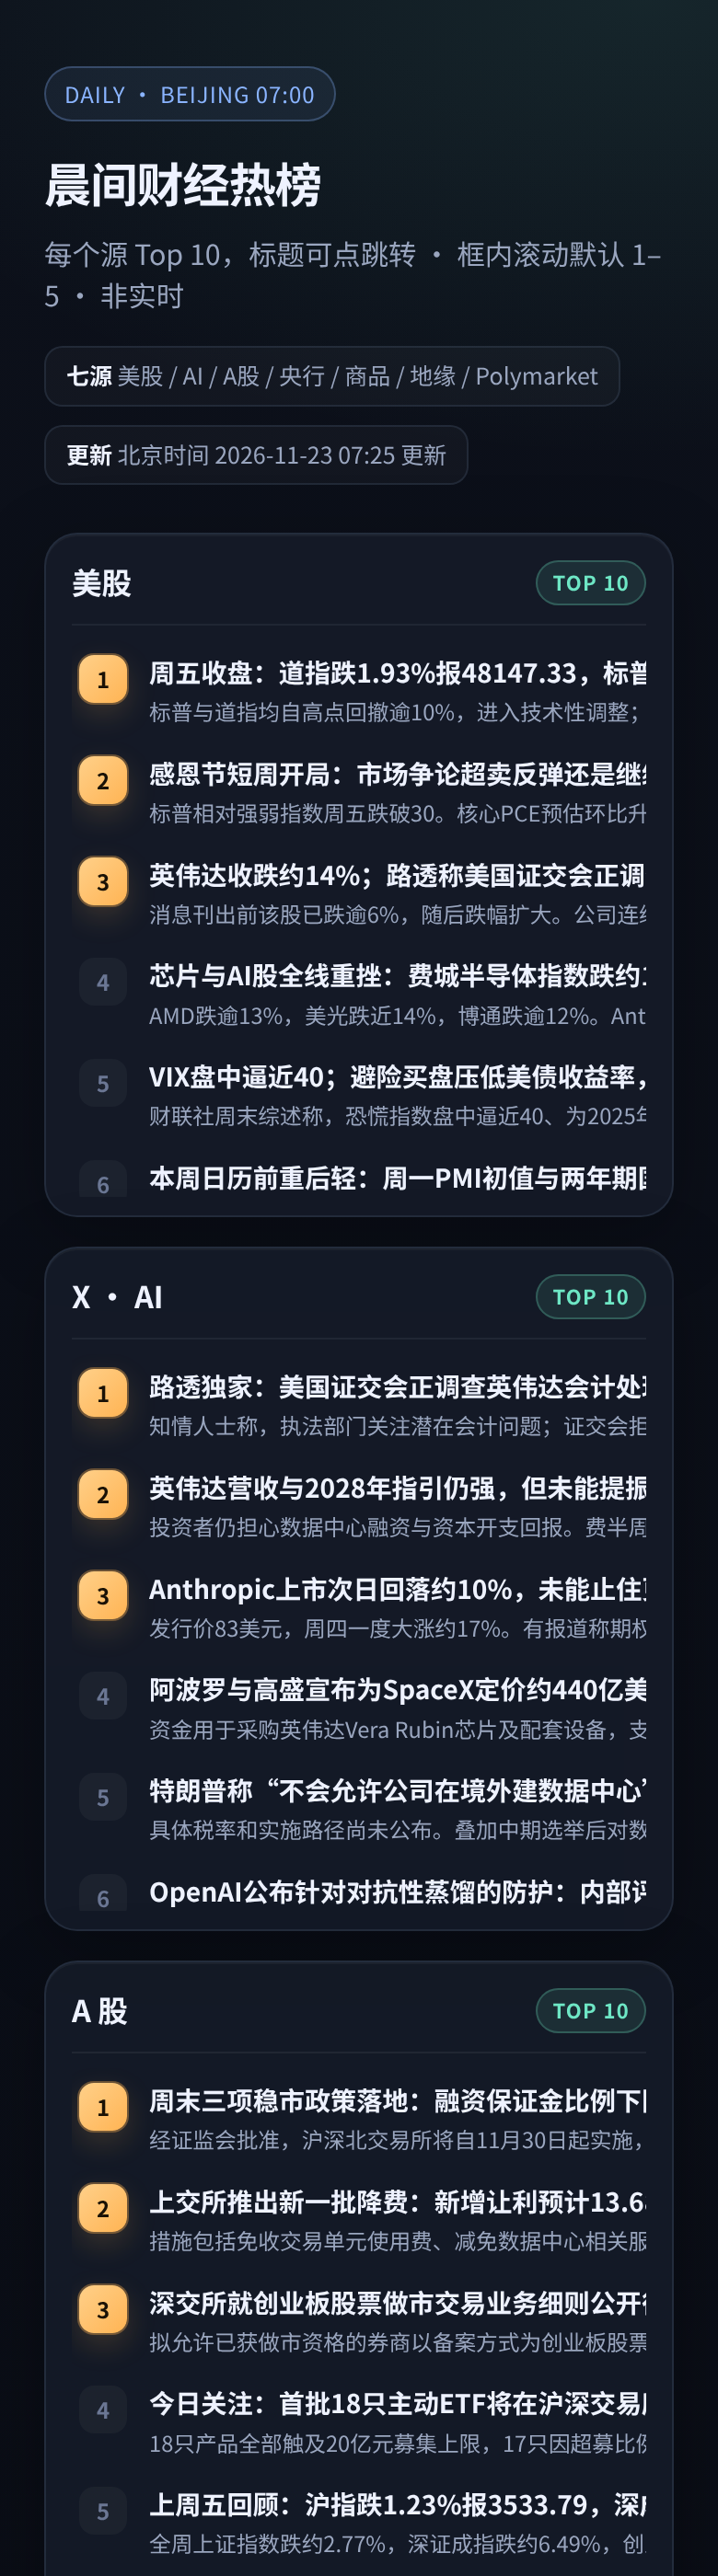 DAILY · BEIJING 07:00
晨间财经热榜
每个源 Top 10，标题可点跳转 · 框内滚动默认 1–
5 · 非实时
七源 美股 / AI / A股 / 央行 / 商品 / 地缘 / Polymarket
更新 北京时间 2026-11-23 07:25 更新
美股
TOP 10
1
周五收盘：道指跌1.93%报48147.33，标普
标普与道指均自高点回撤逾10%，进入技术性调整；
2
感恩节短周开局：市场争论超卖反弹还是继
标普相对强弱指数周五跌破30。核心PCE预估环比升
3
英伟达收跌约14%；路透称美国证交会正调
消息刊出前该股已跌逾6%，随后跌幅扩大。公司连
4
芯片与AI股全线重挫：费城半导体指数跌约
AMD跌逾13%，美光跌近14%，博通跌逾12%。Ant
5
VIX盘中逼近40；避险买盘压低美债收益率，
财联社周末综述称，恐慌指数盘中逼近40、为2025年
6
本周日历前重后轻：周一PMI初值与两年期
X · AI
TOP 10
1
路透独家：美国证交会正调查英伟达会计处
知情人士称，执法部门关注潜在会计问题；证交会拒
2
英伟达营收与2028年指引仍强，但未能提振
投资者仍担心数据中心融资与资本开支回报。费半周
3
Anthropic上市次日回落约10%，未能止住
发行价83美元，周四一度大涨约17%。有报道称期权
4
阿波罗与高盛宣布为SpaceX定价约440亿美
资金用于采购英伟达Vera Rubin芯片及配套设备，支
5
特朗普称“不会允许公司在境外建数据中心”
具体税率和实施路径尚未公布。叠加中期选举后对数
6
OpenAI公布针对对抗性蒸馏的防护：内部评
A 股
TOP 10
1
周末三项稳市政策落地：融资保证金比例下
经证监会批准，沪深北交易所将自11月30日起实施，
2
上交所推出新一批降费：新增让利预计13.6
措施包括免收交易单元使用费、减免数据中心相关服
3
深交所就创业板股票做市交易业务细则公开
拟允许已获做市资格的券商以备案方式为创业板股票
4
今日关注：首批18只主动ETF将在沪深交易
18只产品全部触及20亿元募集上限，17只因超募比例
5
上周五回顾：沪指跌1.23%报3533.79，深
全周上证指数跌约2.77%，深证成指跌约6.49%，创